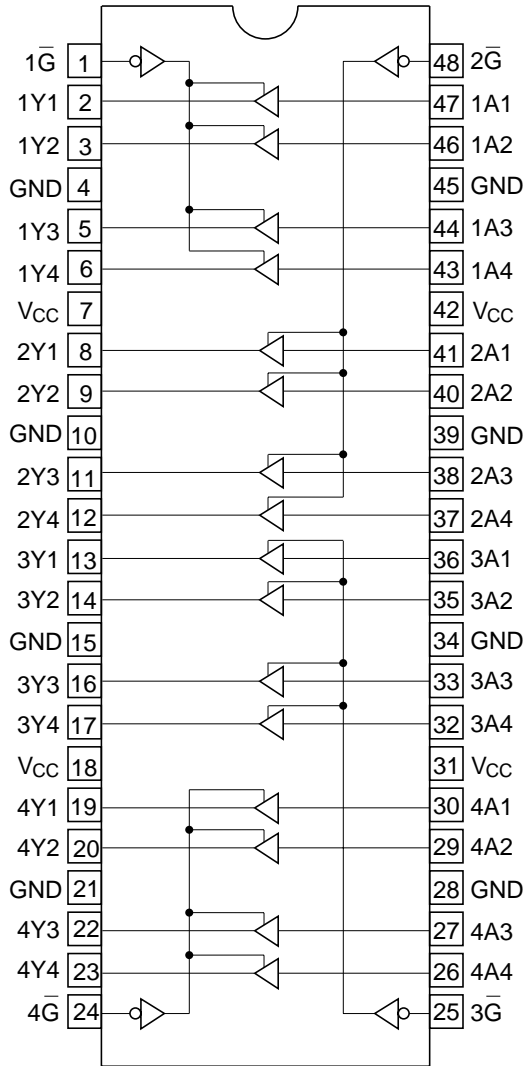 1G̅ 1 48 2G̅
1Y1 2 47 1A1
1Y2 3 46 1A2
GND 4 45 GND
1Y3 5 44 1A3
1Y4 6 43 1A4
VCC 7 42 VCC
2Y1 8 41 2A1
2Y2 9 40 2A2
GND 10 39 GND
2Y3 11 38 2A3
2Y4 12 37 2A4
3Y1 13 36 3A1
3Y2 14 35 3A2
GND 15 34 GND
3Y3 16 33 3A3
3Y4 17 32 3A4
VCC 18 31 VCC
4Y1 19 30 4A1
4Y2 20 29 4A2
GND 21 28 GND
4Y3 22 27 4A3
4Y4 23 26 4A4
4G̅ 24 25 3G̅